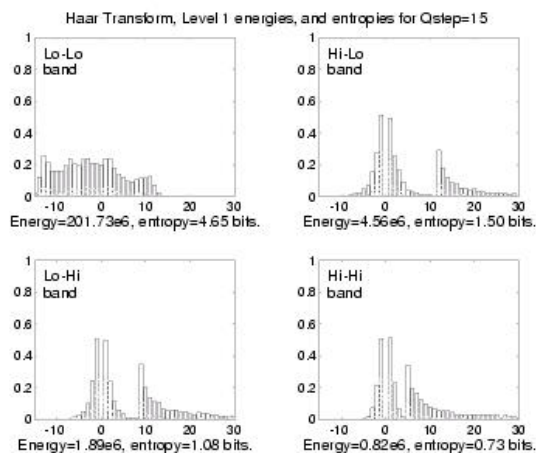 Haar Transform, Level 1 energies, and entropies for Qstep=15
1
0.8
0.6
0.4
0.2
0
Lo-Lo
band
-10 0 10 20 30
Energy=201.73e6, entropy=4.65 bits.
1
0.8
0.6
0.4
0.2
0
Hi-Lo
band
-10 0 10 20 30
Energy=4.56e6, entropy=1.50 bits.
1
0.8
0.6
0.4
0.2
0
Lo-Hi
band
-10 0 10 20 30
Energy=1.89e6, entropy=1.08 bits.
1
0.8
0.6
0.4
0.2
0
Hi-Hi
band
-10 0 10 20 30
Energy=0.82e6, entropy=0.73 bits.